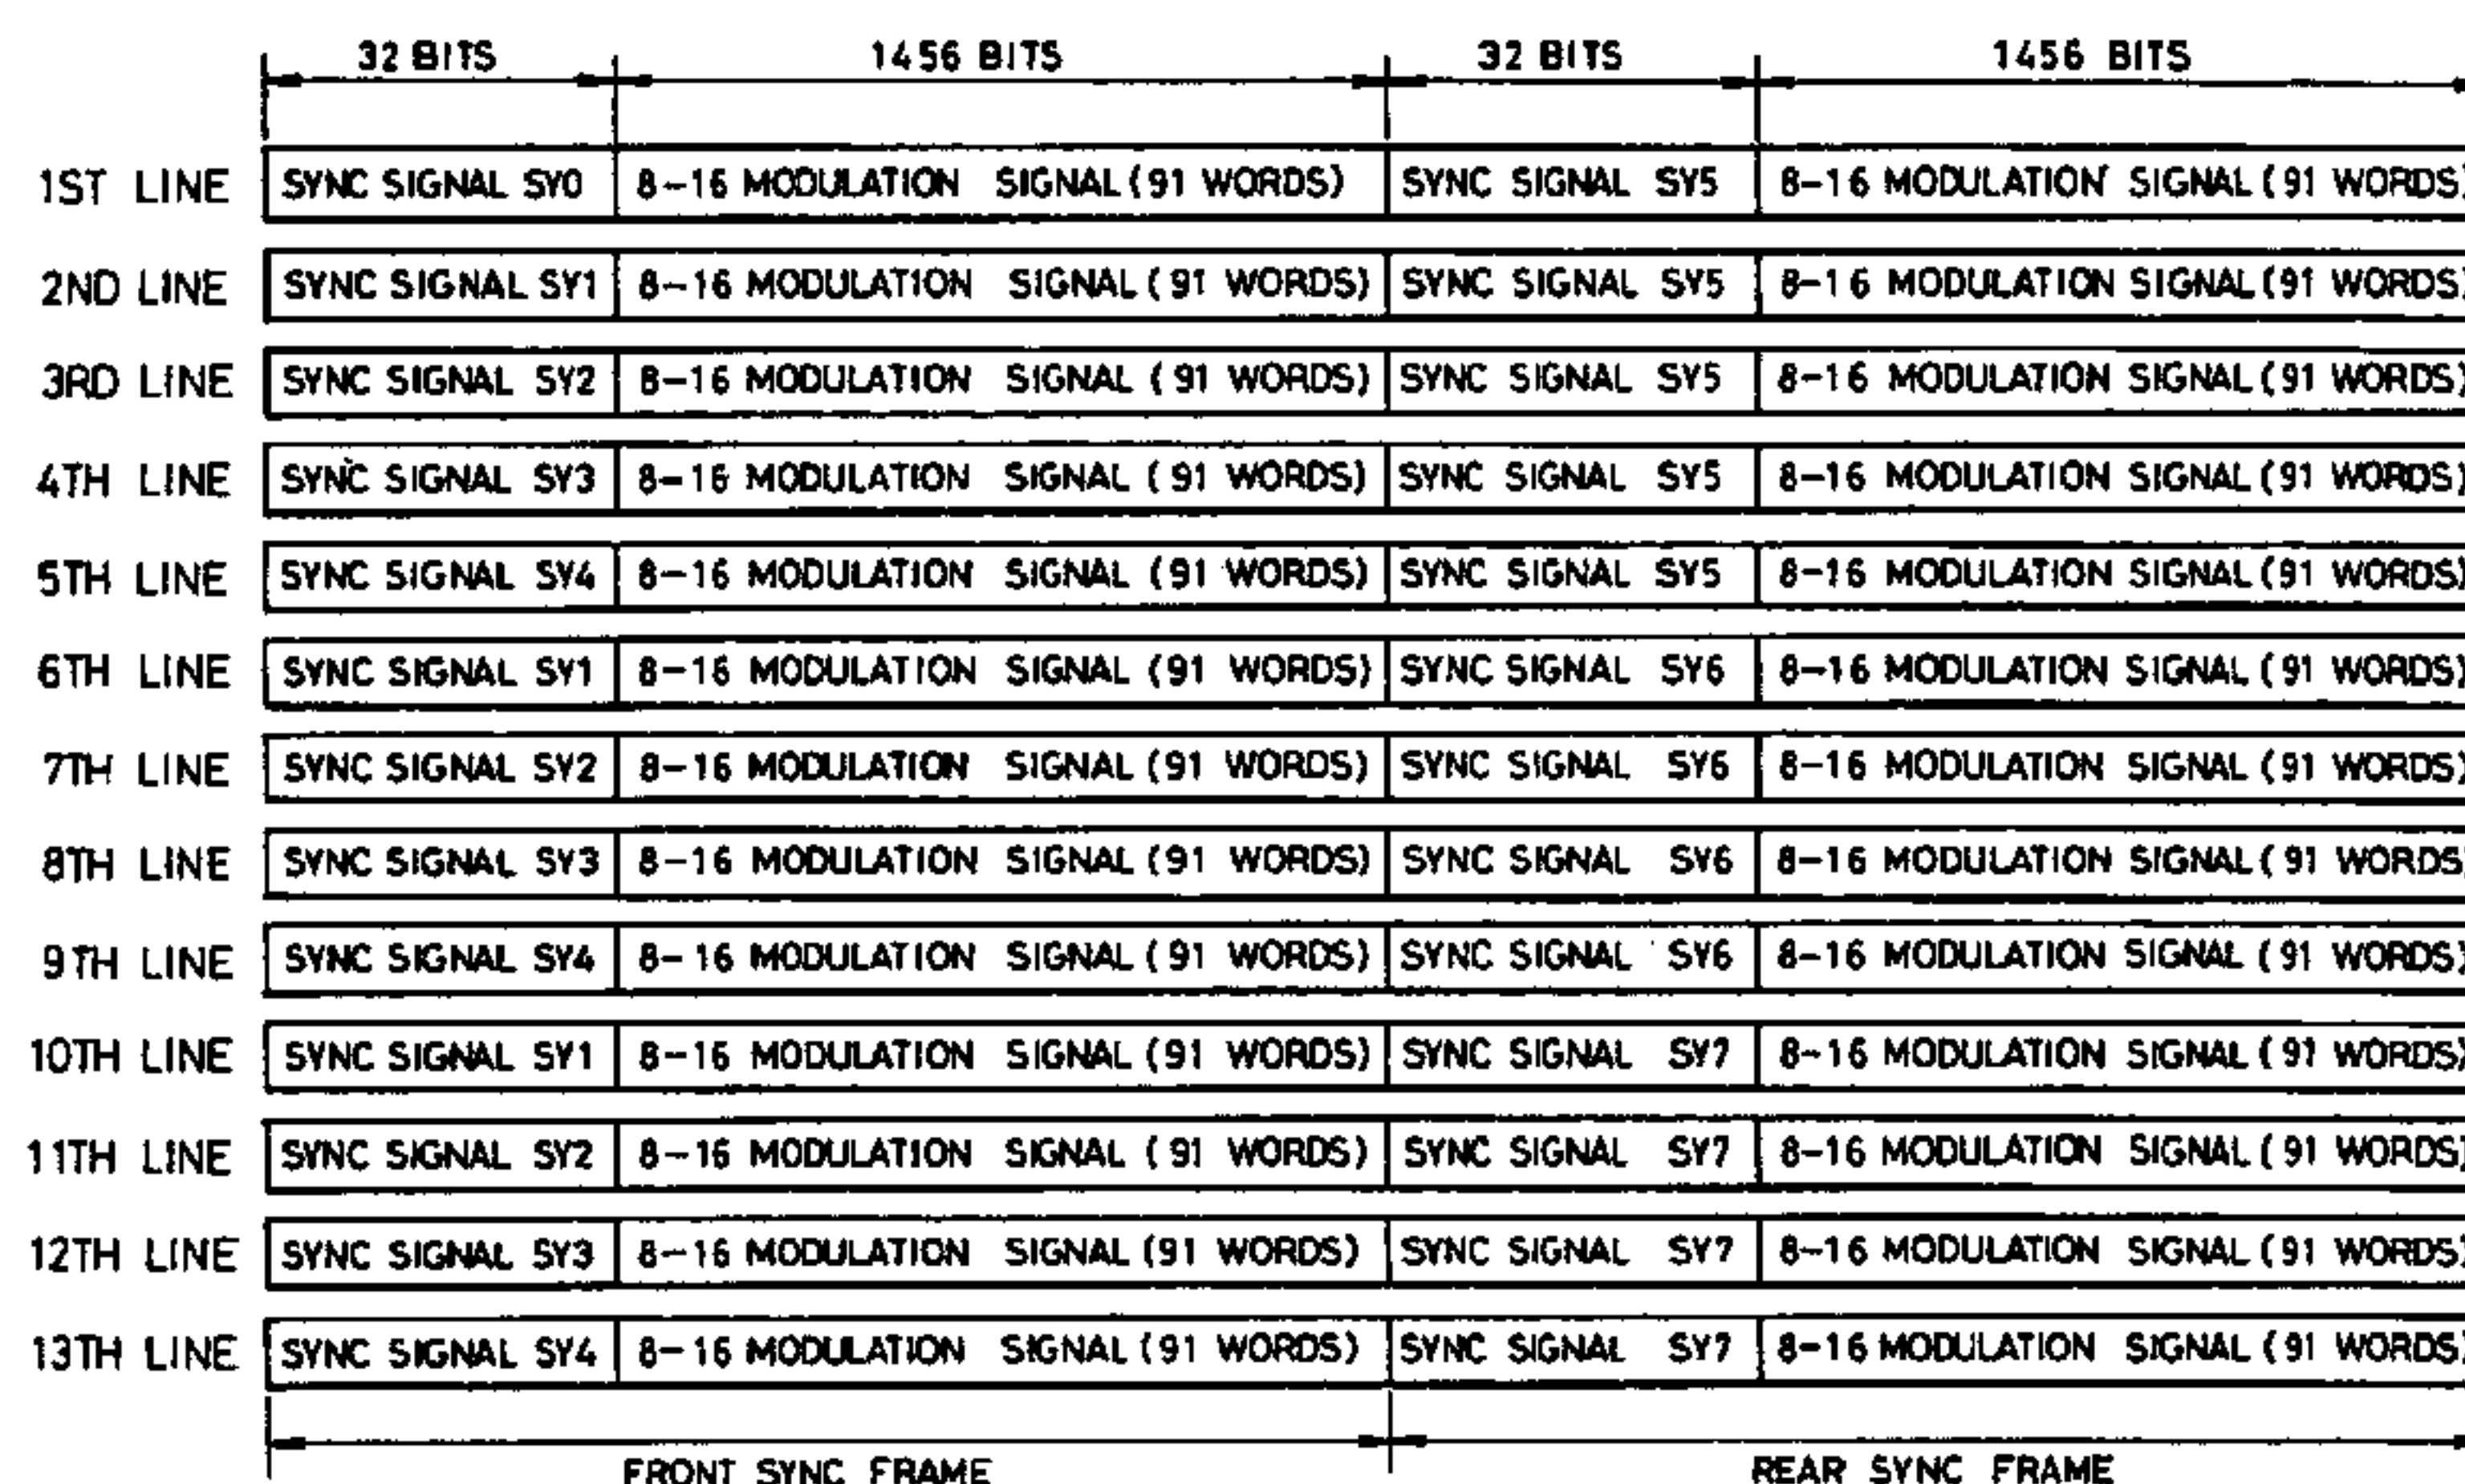 32 BITS 1456 BITS 32 BITS 1456 BITS
1ST LINE SYNC SIGNAL SY0 8-16 MODULATION SIGNAL (91 WORDS) SYNC SIGNAL SY5 8-16 MODULATION SIGNAL (91 WORDS)
2ND LINE SYNC SIGNAL SY1 8-16 MODULATION SIGNAL (91 WORDS) SYNC SIGNAL SY5 8-16 MODULATION SIGNAL (91 WORDS)
3RD LINE SYNC SIGNAL SY2 8-16 MODULATION SIGNAL (91 WORDS) SYNC SIGNAL SY5 8-16 MODULATION SIGNAL (91 WORDS)
4TH LINE SYNC SIGNAL SY3 8-16 MODULATION SIGNAL (91 WORDS) SYNC SIGNAL SY5 8-16 MODULATION SIGNAL (91 WORDS)
5TH LINE SYNC SIGNAL SY4 8-16 MODULATION SIGNAL (91 WORDS) SYNC SIGNAL SY5 8-16 MODULATION SIGNAL (91 WORDS)
6TH LINE SYNC SIGNAL SY1 8-16 MODULATION SIGNAL (91 WORDS) SYNC SIGNAL SY6 8-16 MODULATION SIGNAL (91 WORDS)
7TH LINE SYNC SIGNAL SY2 8-16 MODULATION SIGNAL (91 WORDS) SYNC SIGNAL SY6 8-16 MODULATION SIGNAL (91 WORDS)
8TH LINE SYNC SIGNAL SY3 8-16 MODULATION SIGNAL (91 WORDS) SYNC SIGNAL SY6 8-16 MODULATION SIGNAL (91 WORDS)
9TH LINE SYNC SIGNAL SY4 8-16 MODULATION SIGNAL (91 WORDS) SYNC SIGNAL SY6 8-16 MODULATION SIGNAL (91 WORDS)
10TH LINE SYNC SIGNAL SY1 8-16 MODULATION SIGNAL (91 WORDS) SYNC SIGNAL SY7 8-16 MODULATION SIGNAL (91 WORDS)
11TH LINE SYNC SIGNAL SY2 8-16 MODULATION SIGNAL (91 WORDS) SYNC SIGNAL SY7 8-16 MODULATION SIGNAL (91 WORDS)
12TH LINE SYNC SIGNAL SY3 8-16 MODULATION SIGNAL (91 WORDS) SYNC SIGNAL SY7 8-16 MODULATION SIGNAL (91 WORDS)
13TH LINE SYNC SIGNAL SY4 8-16 MODULATION SIGNAL (91 WORDS) SYNC SIGNAL SY7 8-16 MODULATION SIGNAL (91 WORDS)
FRONT SYNC FRAME REAR SYNC FRAME